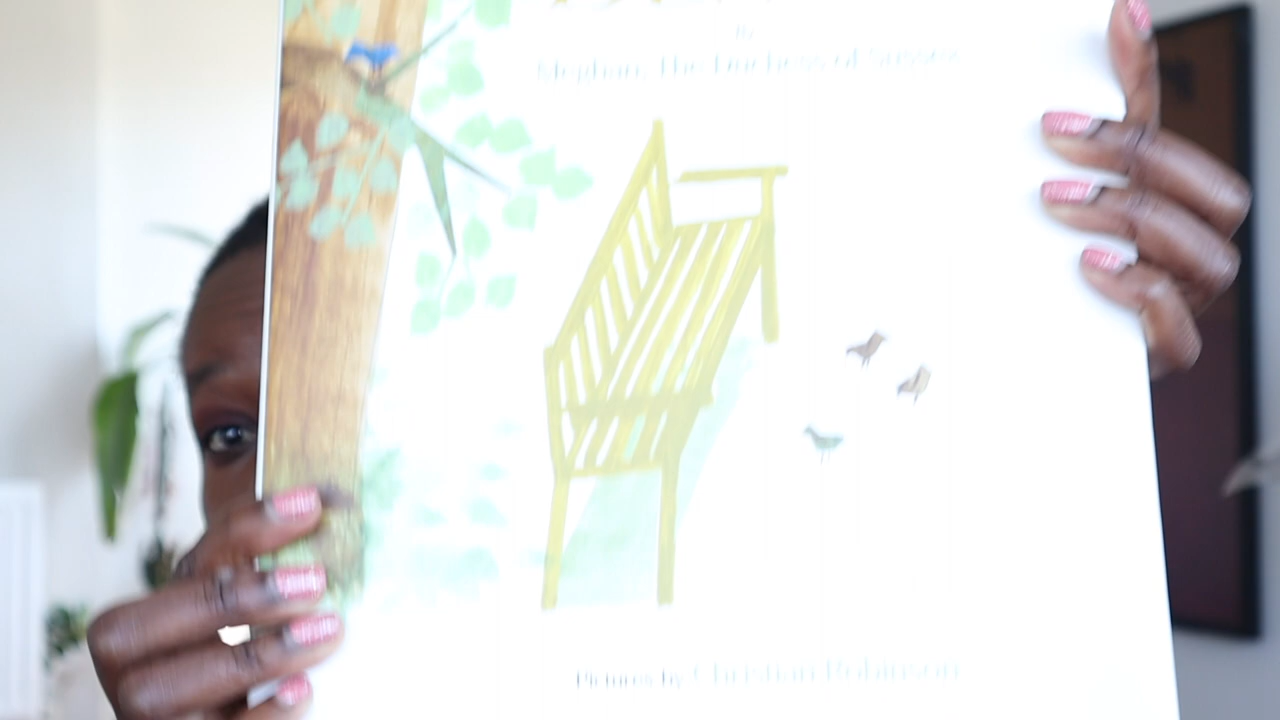 By
Meghan, The Duchess of Sussex
Pictures by Christian Robinson